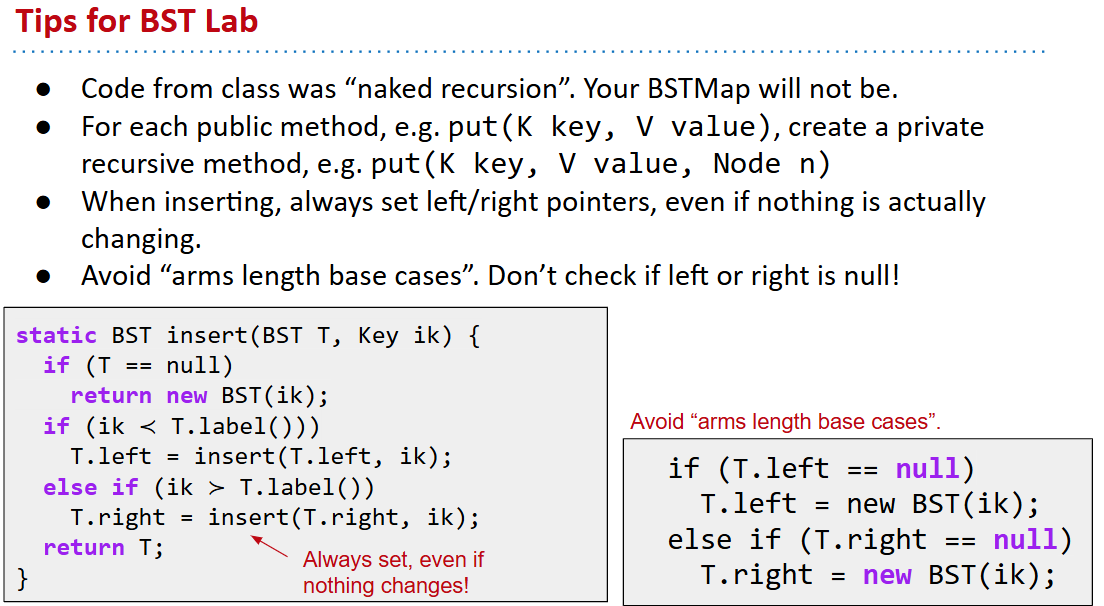 Tips for BST Lab
● Code from class was “naked recursion”. Your BSTMap will not be.
● For each public method, e.g. put(K key, V value), create a private
recursive method, e.g. put(K key, V value, Node n)
● When inserting, always set left/right pointers, even if nothing is actually
changing.
● Avoid “arms length base cases”. Don’t check if left or right is null!
static BST insert(BST T, Key ik) {
  if (T == null)
    return new BST(ik);
  if (ik ≺ T.label()))
    T.left = insert(T.left, ik);
  else if (ik ≻ T.label())
    T.right = insert(T.right, ik);
  return T;
}
Always set, even if
nothing changes!
Avoid “arms length base cases”.
if (T.left == null)
  T.left = new BST(ik);
else if (T.right == null)
  T.right = new BST(ik);